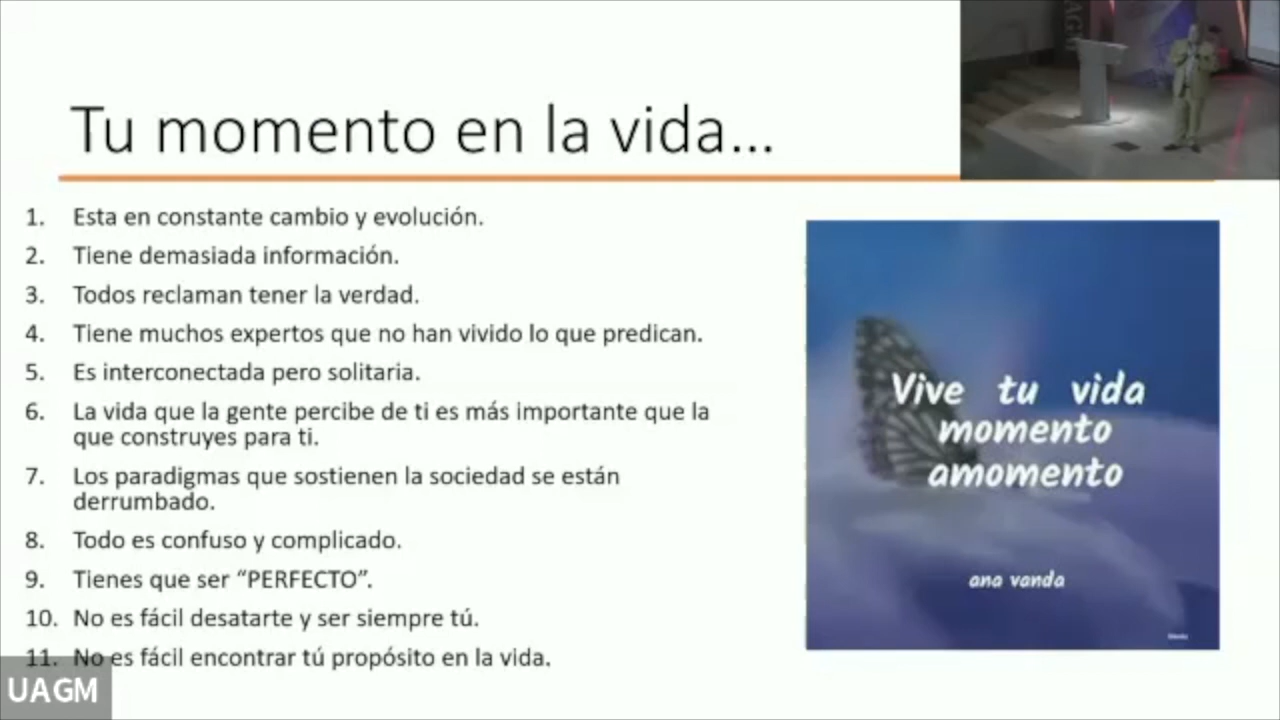 Tu momento en la vida...
1. Esta en constante cambio y evolución.
2. Tiene demasiada información.
3. Todos reclaman tener la verdad.
4. Tiene muchos expertos que no han vivido lo que predican.
5. Es interconectada pero solitaria.
6. La vida que la gente percibe de ti es más importante que la
que construyes para ti.
7. Los paradigmas que sostienen la sociedad se están
derrumbado.
8. Todo es confuso y complicado.
9. Tienes que ser “PERFECTO”.
10. No es fácil desatarte y ser siempre tú.
11. No es fácil encontrar tú propósito en la vida.
Vive tu vida
momento
amomento
ana vanda
UAGM
UAGM